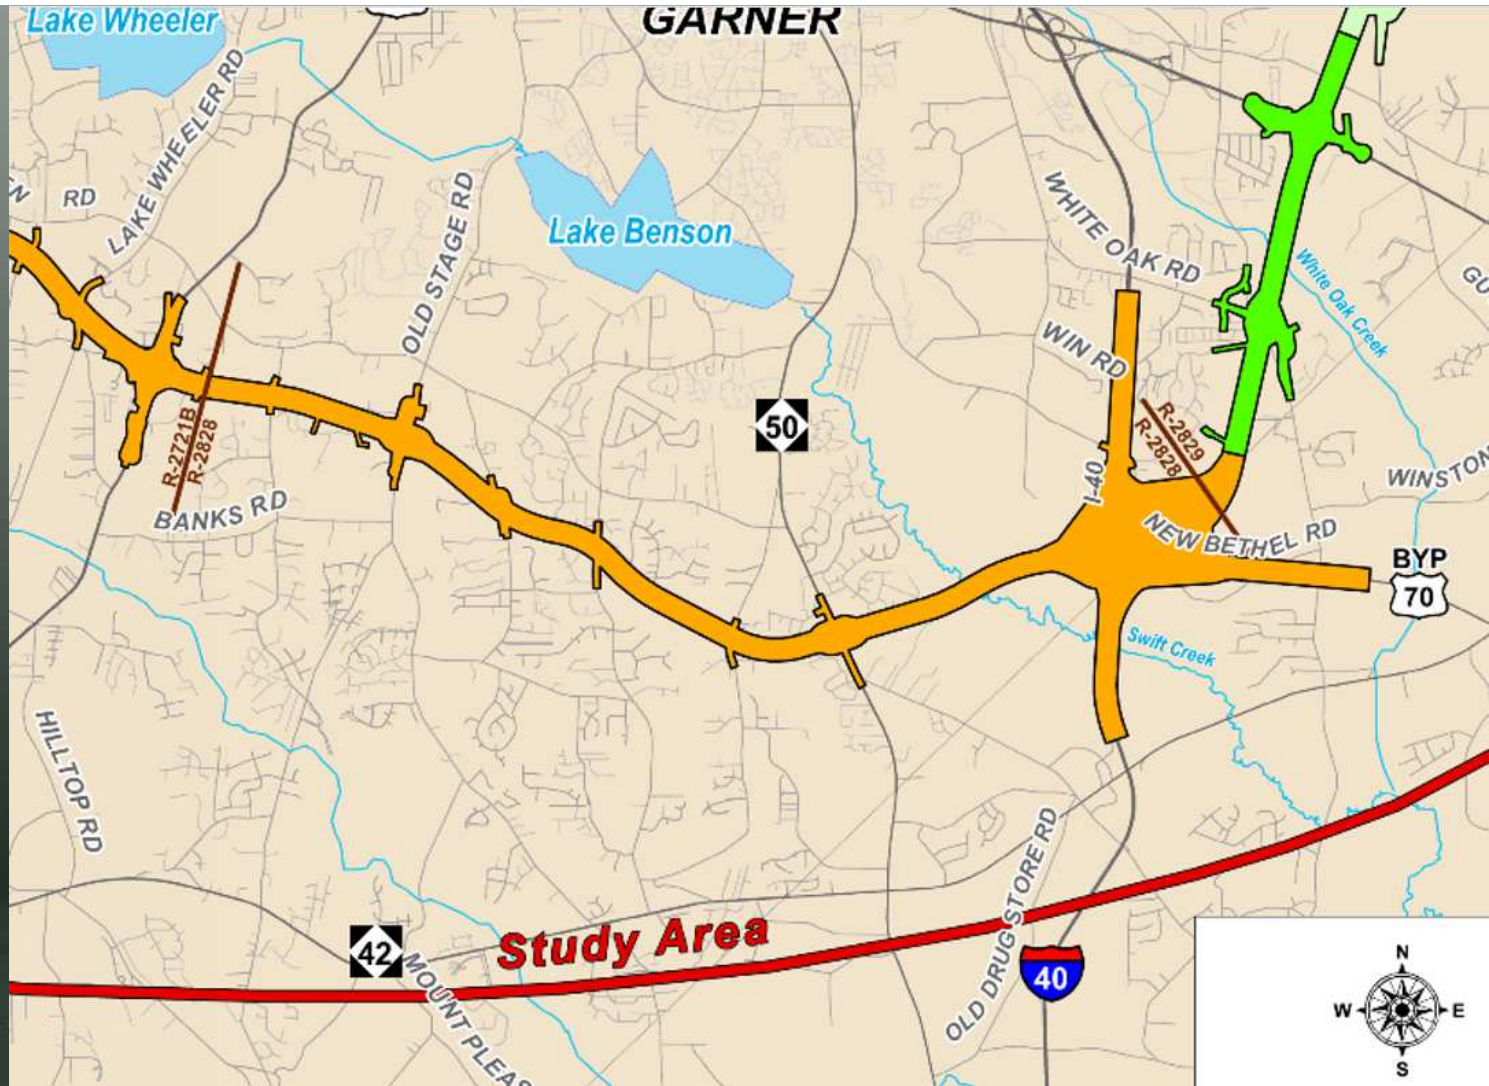 Lake Wheeler
GARNER
LAKE WHEELER RD
RD
OLD STAGE RD
Lake Benson
WHITE OAK RD
White Oak Creek
WIN RD
50
R-2721B
R-2828
BANKS RD
I-40
R-2829
R-2828
NEW BETHEL RD
WINSTON
BYP
70
Swift Creek
HILLTOP RD
42
Study Area
MOUNT PLEAS
OLD DRUG STORE RD
40
N
W E
S